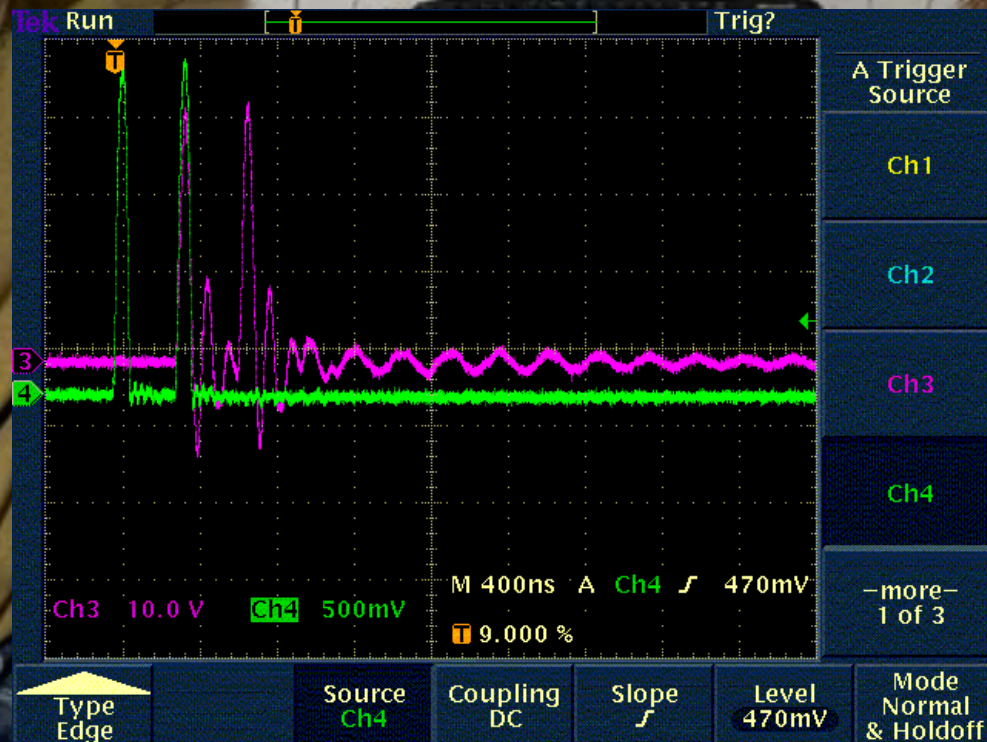 Tek Run
Trig?
T
T
A Trigger
Source
Ch1
Ch2
3
Ch3
4
Ch4
M 400ns A Ch4 ƒ 470mV
Ch3 10.0 V Ch4 500mV
T 9.000 %
-more-
1 of 3
Type
Edge
Source
Ch4
Coupling
DC
Slope
Level
470mV
Mode
Normal
& Holdoff